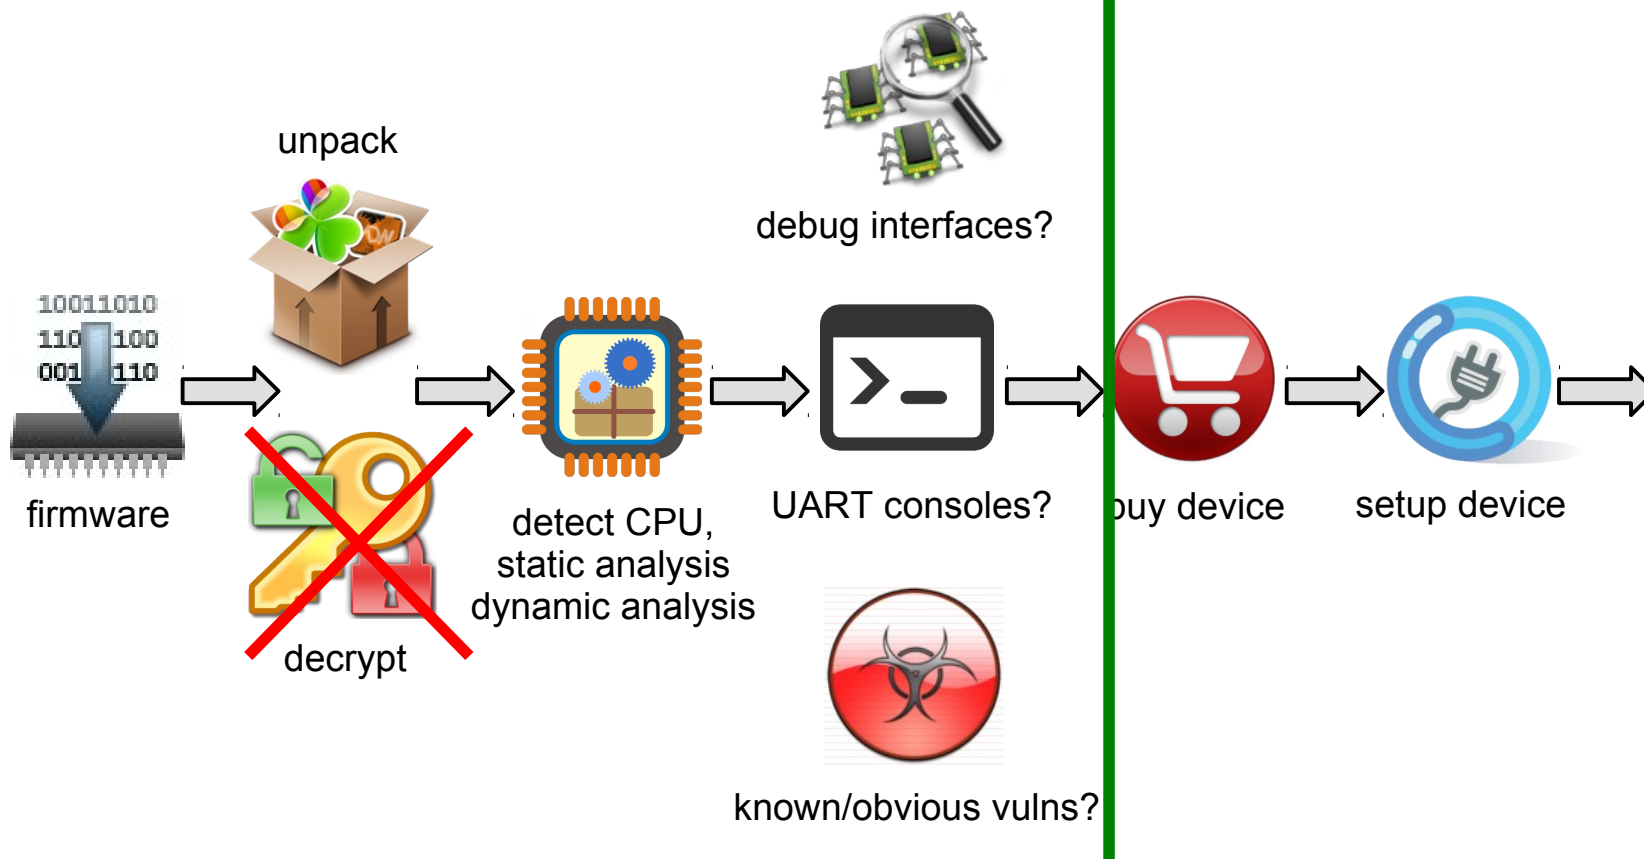 unpack
debug interfaces?
10011010
110 100
001 110
firmware
decrypt
detect CPU,
static analysis
dynamic analysis
UART consoles?
known/obvious vulns?
buy device
setup device